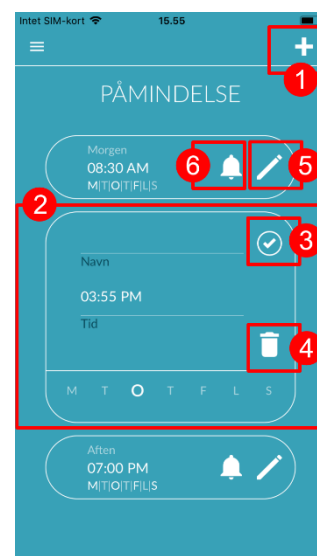 Intet SIM-kort 15.55
1
PÅMINDELSE
Morgen
08:30 AM
M|T|O|T|F|L|S
6
5
2
3
Navn
03:55 PM
Tid
4
M T O T F L S
Aften
07:00 PM
M|T|O|T|F|L|S